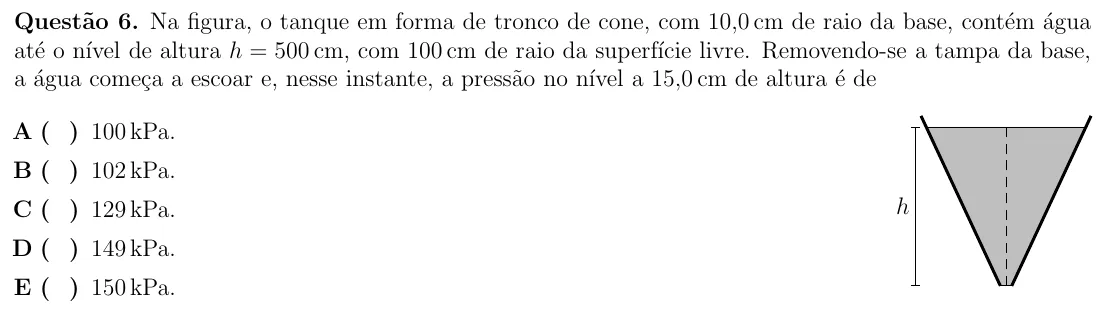 Questão 6. Na figura, o tanque em forma de tronco de cone, com 10,0 cm de raio da base, contém água
até o nível de altura h = 500 cm, com 100 cm de raio da superfície livre. Removendo-se a tampa da base,
a água começa a escoar e, nesse instante, a pressão no nível a 15,0 cm de altura é de
A ( ) 100 kPa.
B ( ) 102 kPa.
C ( ) 129 kPa.
D ( ) 149 kPa.
E ( ) 150 kPa.
h